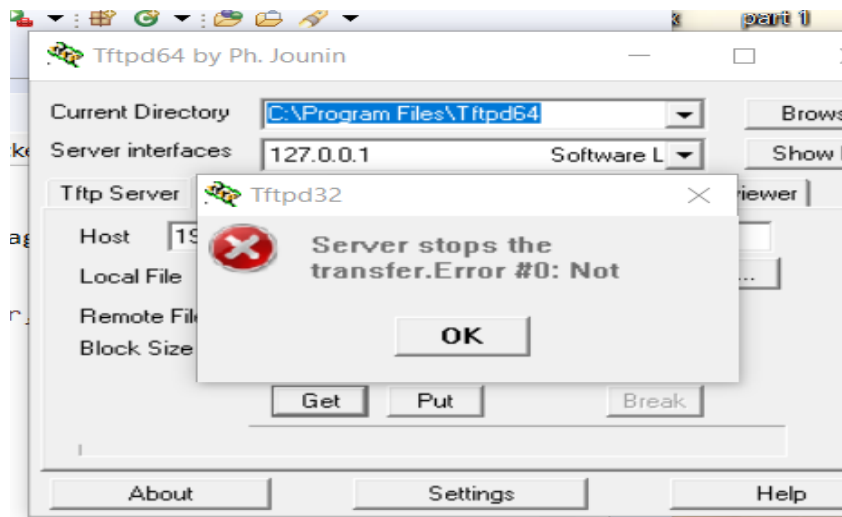 part 1
Tftpd64 by Ph. Jounin
Current Directory C:\Program Files\Tftpd64 Brows
Server interfaces 127.0.0.1 Software L Show
Tftp Server Tftpd32 iewer
Host 19
Server stops the
transfer.Error #0: Not
Local File ...
Remote File
Block Size
OK
Get Put Break
About Settings Help